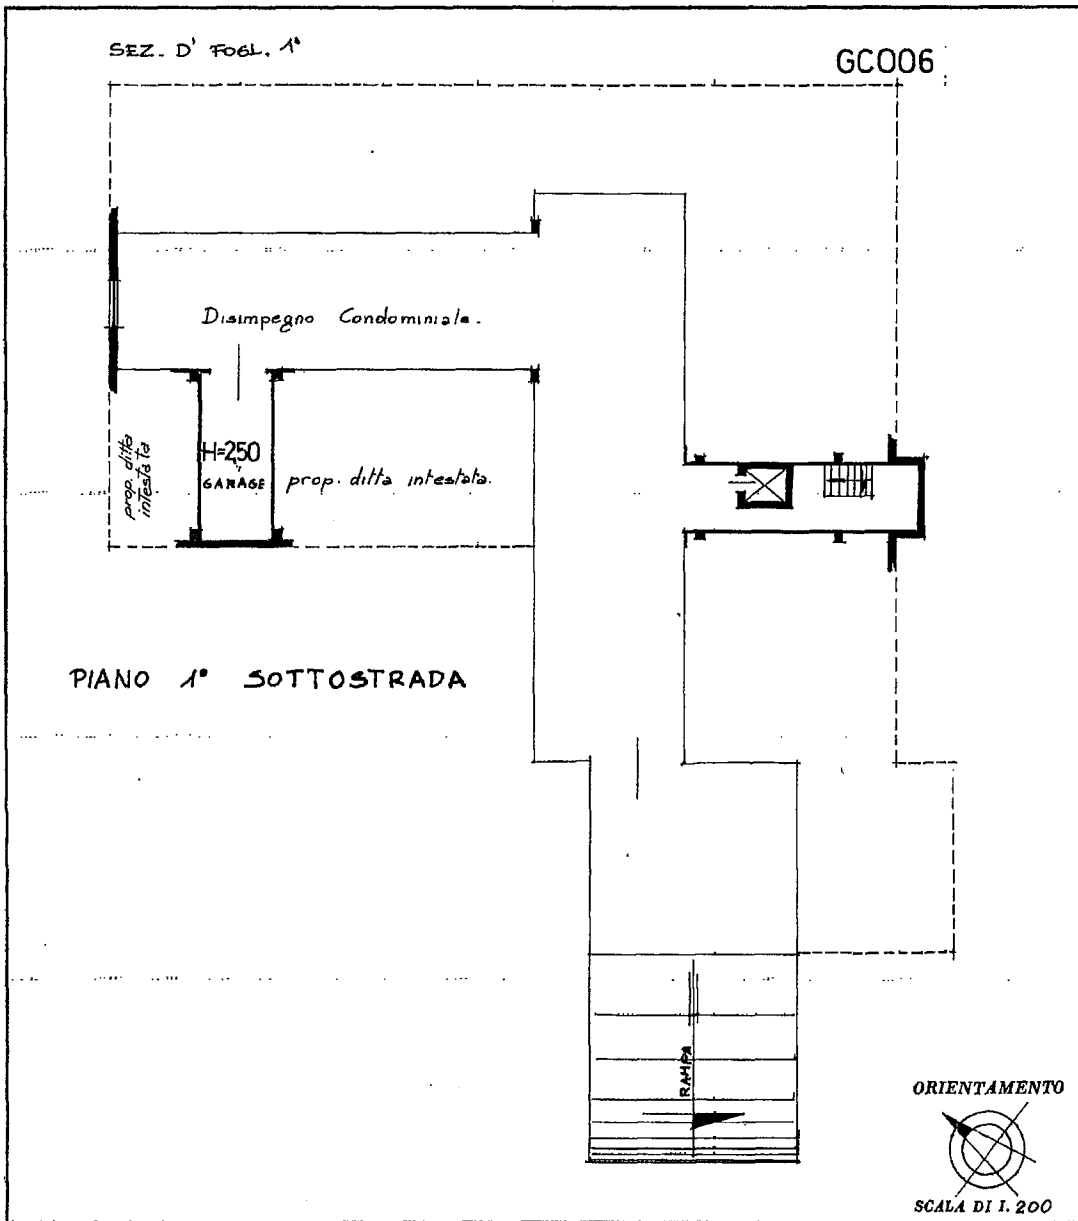 SEZ. D' FOGL. 1°
GC006
Disimpegno Condominiale.
prop. ditta
intestata
H=250
GARAGE
prop. ditta intestata.
PIANO 1° SOTTOSTRADA
RAMPA
ORIENTAMENTO
SCALA DI 1. 200